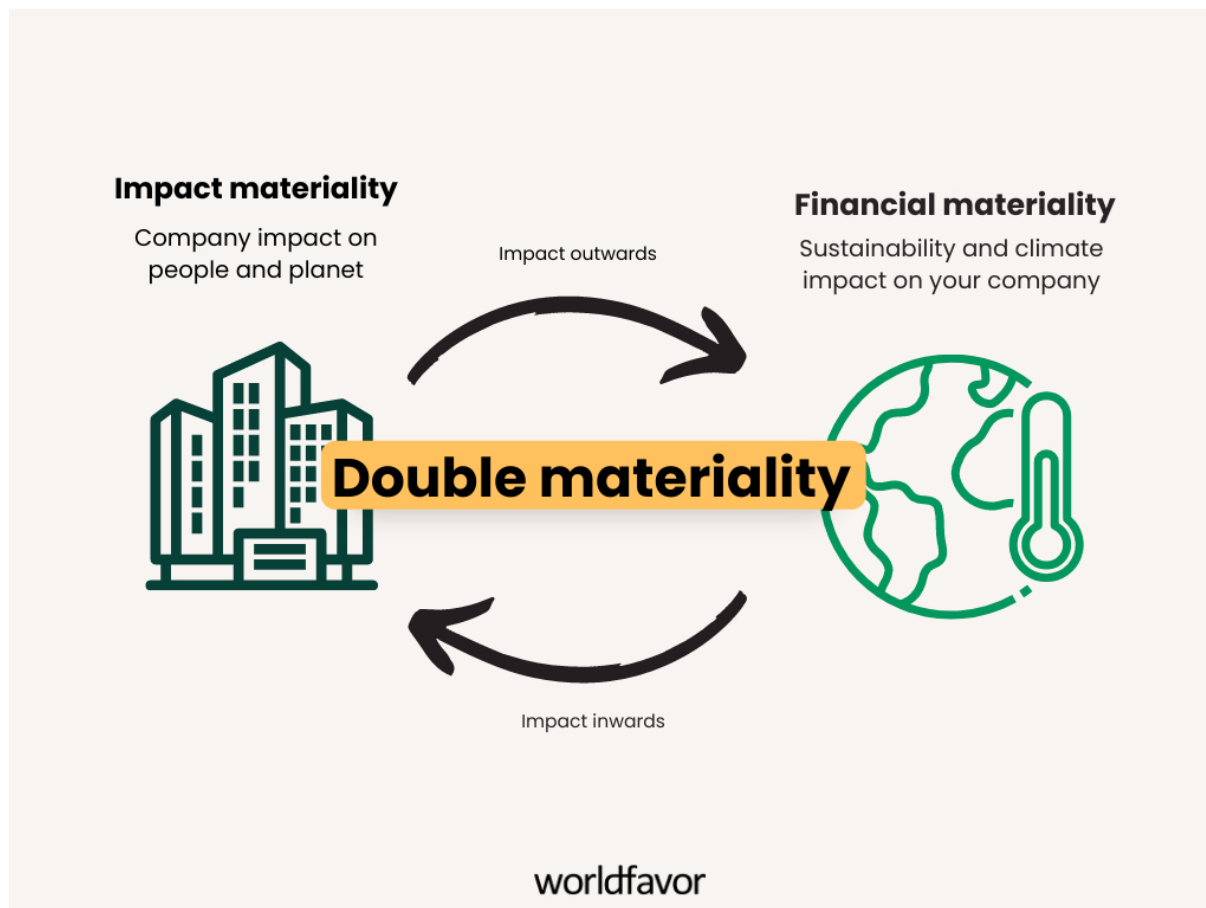 Impact materiality
Company impact on
people and planet
Impact outwards
Financial materiality
Sustainability and climate
impact on your company
Double materiality
Impact inwards
worldfavor